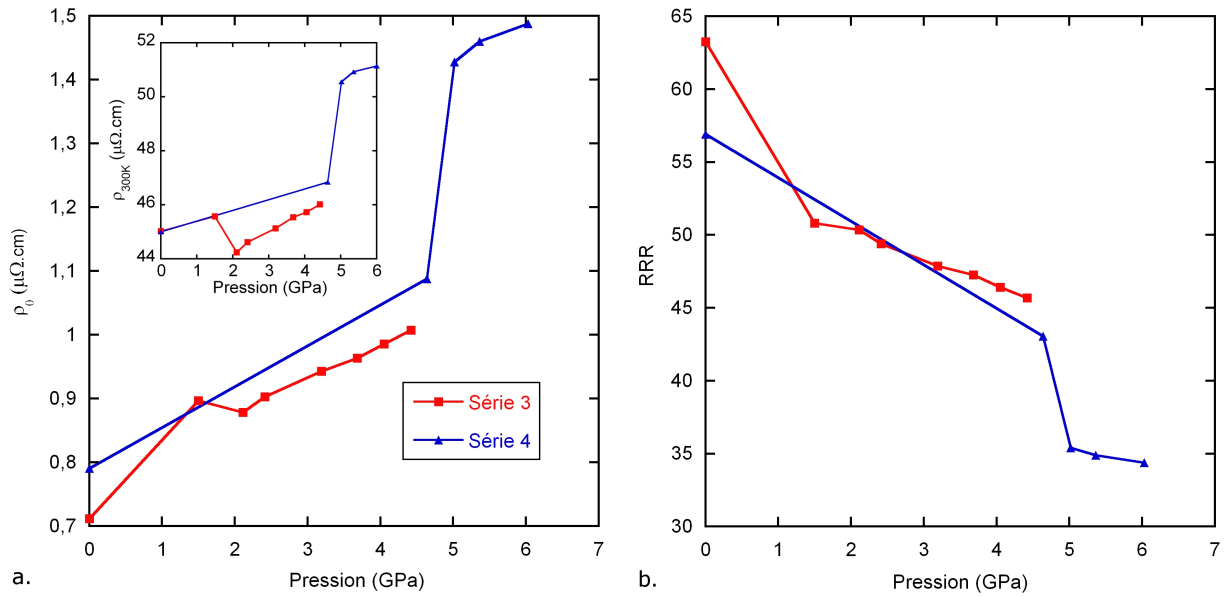 1,5
1,4
1,3
1,2
1,1
1
0,9
0,8
0,7
0 1 2 3 4 5 6 7
ρ0 (μΩ.cm)
Pression (GPa)
a.
52
50
48
46
44
0 1 2 3 4 5 6
ρ300K (μΩ.cm)
Pression (GPa)
Série 3
Série 4
65
60
55
50
45
40
35
30
0 1 2 3 4 5 6 7
RRR
Pression (GPa)
b.